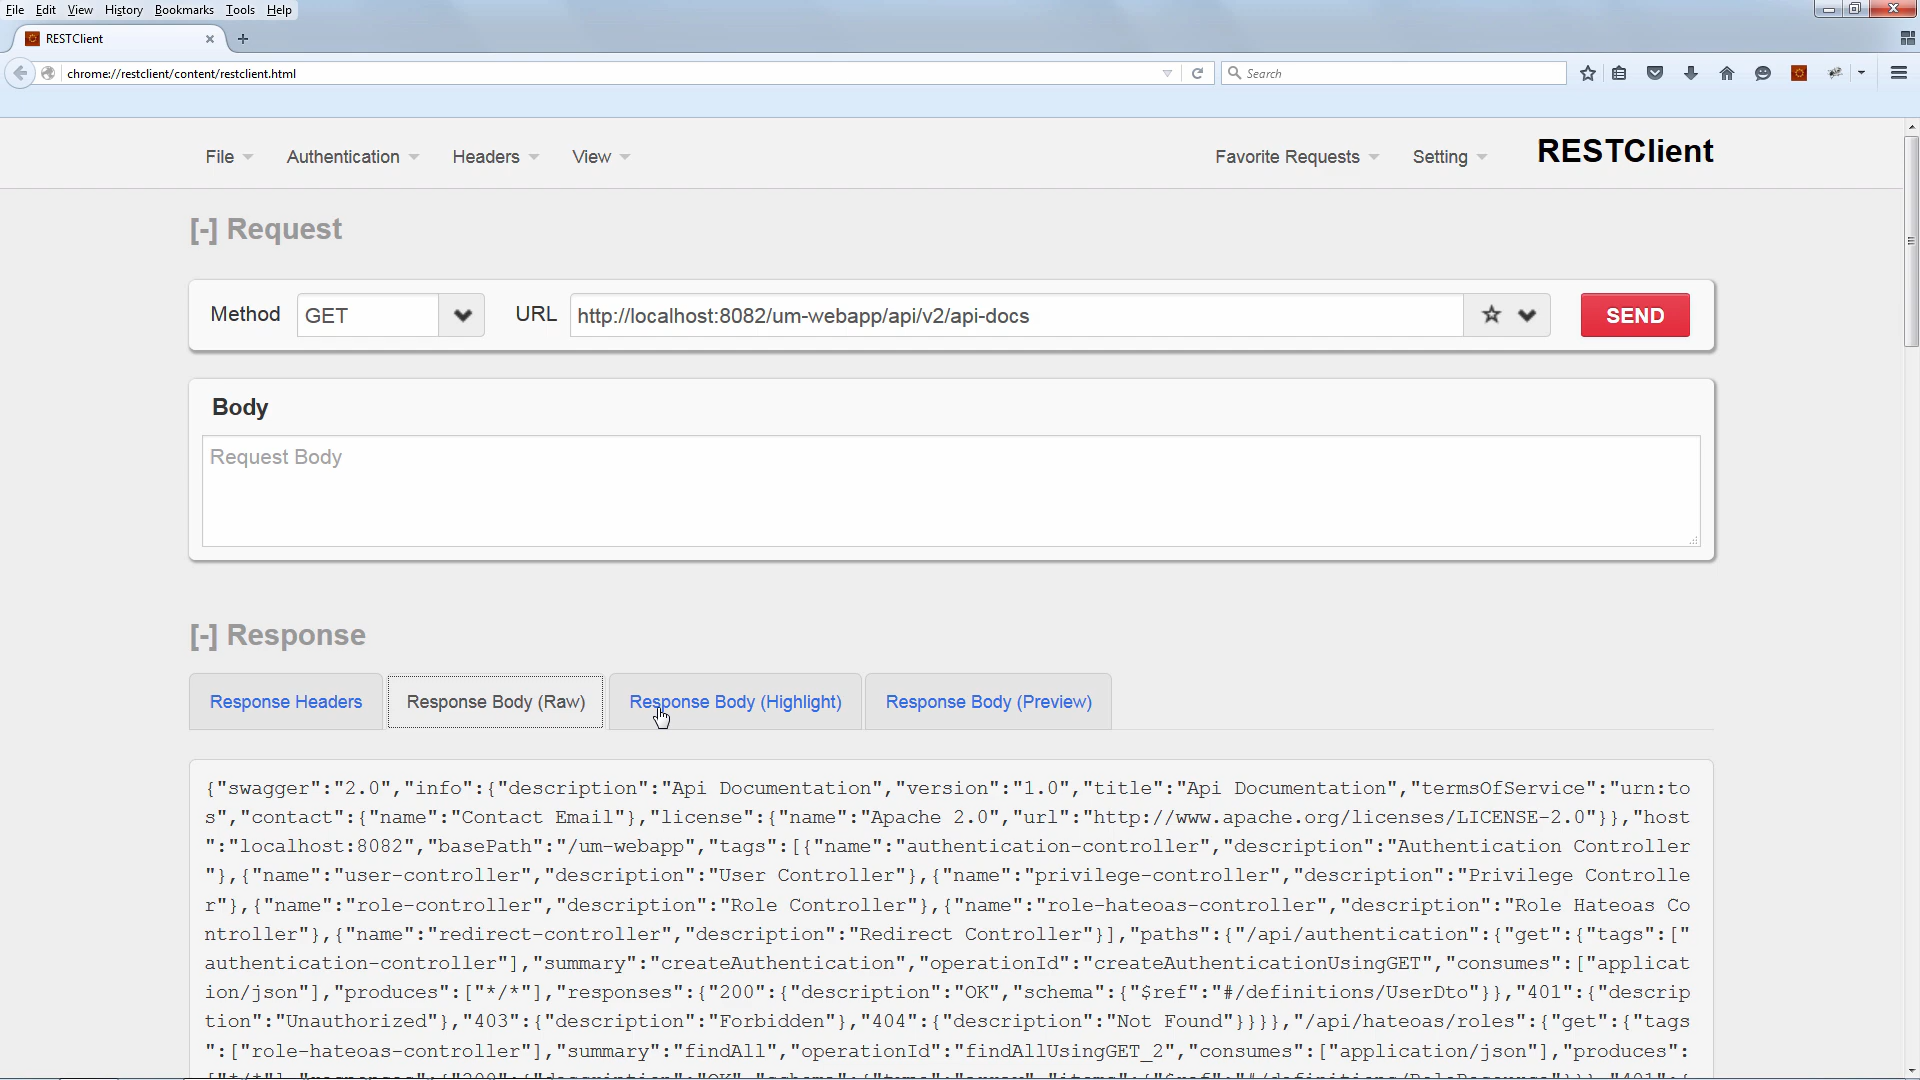 File Edit View History Bookmarks Tools Help
RESTClient
chrome://restclient/content/restclient.html
Search
File Authentication Headers View Favorite Requests Setting RESTClient
[-] Request
Method GET URL http://localhost:8082/um-webapp/api/v2/api-docs SEND
Body
Request Body
[-] Response
Response Headers Response Body (Raw) Response Body (Highlight) Response Body (Preview)
{"swagger":"2.0","info":{"description":"Api Documentation","version":"1.0","title":"Api Documentation","termsOfService":"urn:to
s","contact":{"name":"Contact Email"},"license":{"name":"Apache 2.0","url":"http://www.apache.org/licenses/LICENSE-2.0"}},"host
":"localhost:8082","basePath":"/um-webapp","tags":[{"name":"authentication-controller","description":"Authentication Controller
"},{"name":"user-controller","description":"User Controller"},{"name":"privilege-controller","description":"Privilege Controlle
r"},{"name":"role-controller","description":"Role Controller"},{"name":"role-hateoas-controller","description":"Role Hateoas Co
ntroller"},{"name":"redirect-controller","description":"Redirect Controller"}],"paths":{"/api/authentication":{"get":{"tags":["
authentication-controller"],"summary":"createAuthentication","operationId":"createAuthenticationUsingGET","consumes":["applicat
ion/json"],"produces":["*/*"],"responses":{"200":{"description":"OK","schema":{"$ref":"#/definitions/UserDto"}},"401":{"descrip
tion":"Unauthorized"},"403":{"description":"Forbidden"},"404":{"description":"Not Found"}}}},"/api/hateoas/roles":{"get":{"tags
":["role-hateoas-controller"],"summary":"findAll","operationId":"findAllUsingGET_2","consumes":["application/json"],"produces":